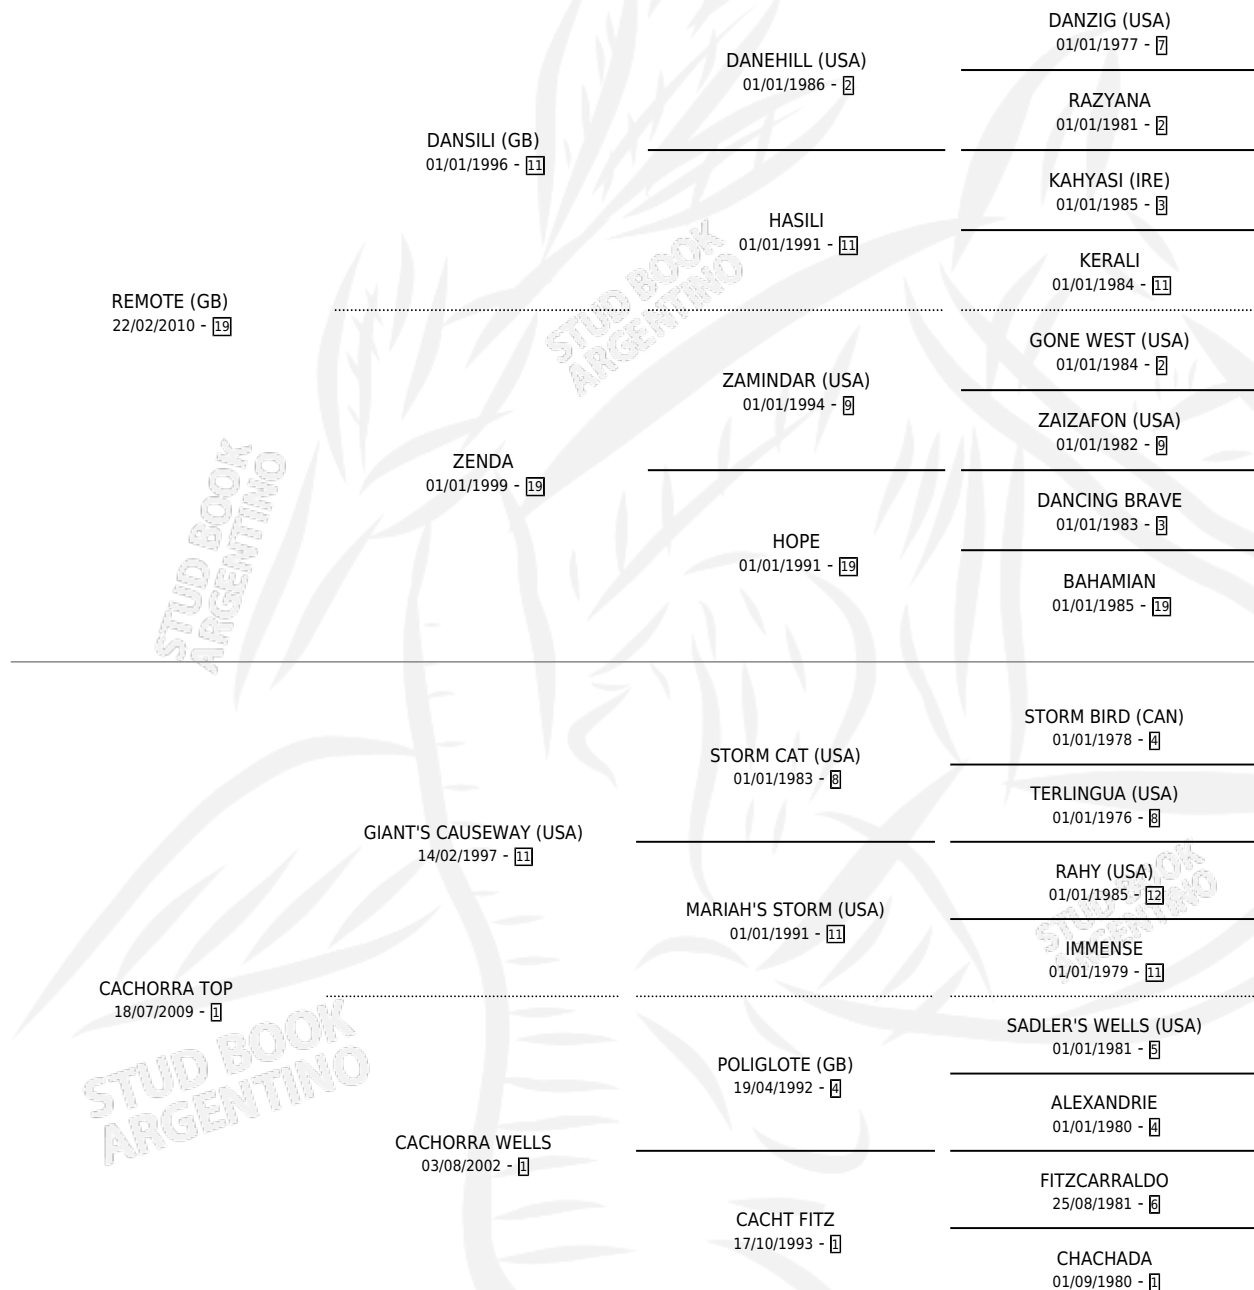 DANZIG (USA)
01/01/1977 - 7
DANEHILL (USA)
01/01/1986 - 2
RAZYANA
01/01/1981 - 2
DANSILI (GB)
01/01/1996 - 11
KAHYASI (IRE)
01/01/1985 - 3
HASILI
01/01/1991 - 11
KERALI
01/01/1984 - 11
REMOTE (GB)
22/02/2010 - 19
GONE WEST (USA)
01/01/1984 - 2
ZAMINDAR (USA)
01/01/1994 - 9
ZAIZAFON (USA)
01/01/1982 - 9
ZENDA
01/01/1999 - 19
DANCING BRAVE
01/01/1983 - 3
HOPE
01/01/1991 - 19
BAHAMIAN
01/01/1985 - 19
STUD BOOK
ARGENTINO
STUD BOOK
ARGENTINO
STORM BIRD (CAN)
01/01/1978 - 4
STORM CAT (USA)
01/01/1983 - 8
TERLINGUA (USA)
01/01/1976 - 8
GIANT'S CAUSEWAY (USA)
14/02/1997 - 11
RAHY (USA)
01/01/1985 - 12
MARIAH'S STORM (USA)
01/01/1991 - 11
IMMENSE
01/01/1979 - 11
CACHORRA TOP
18/07/2009 - 1
SADLER'S WELLS (USA)
01/01/1981 - 5
POLIGLOTE (GB)
19/04/1992 - 4
ALEXANDRIE
01/01/1980 - 4
CACHORRA WELLS
03/08/2002 - 1
FITZCARRALDO
25/08/1981 - 6
CACHT FITZ
17/10/1993 - 1
CHACHADA
01/09/1980 - 1
STUD BOOK
ARGENTINO
STUD BOOK
ARGENTINO